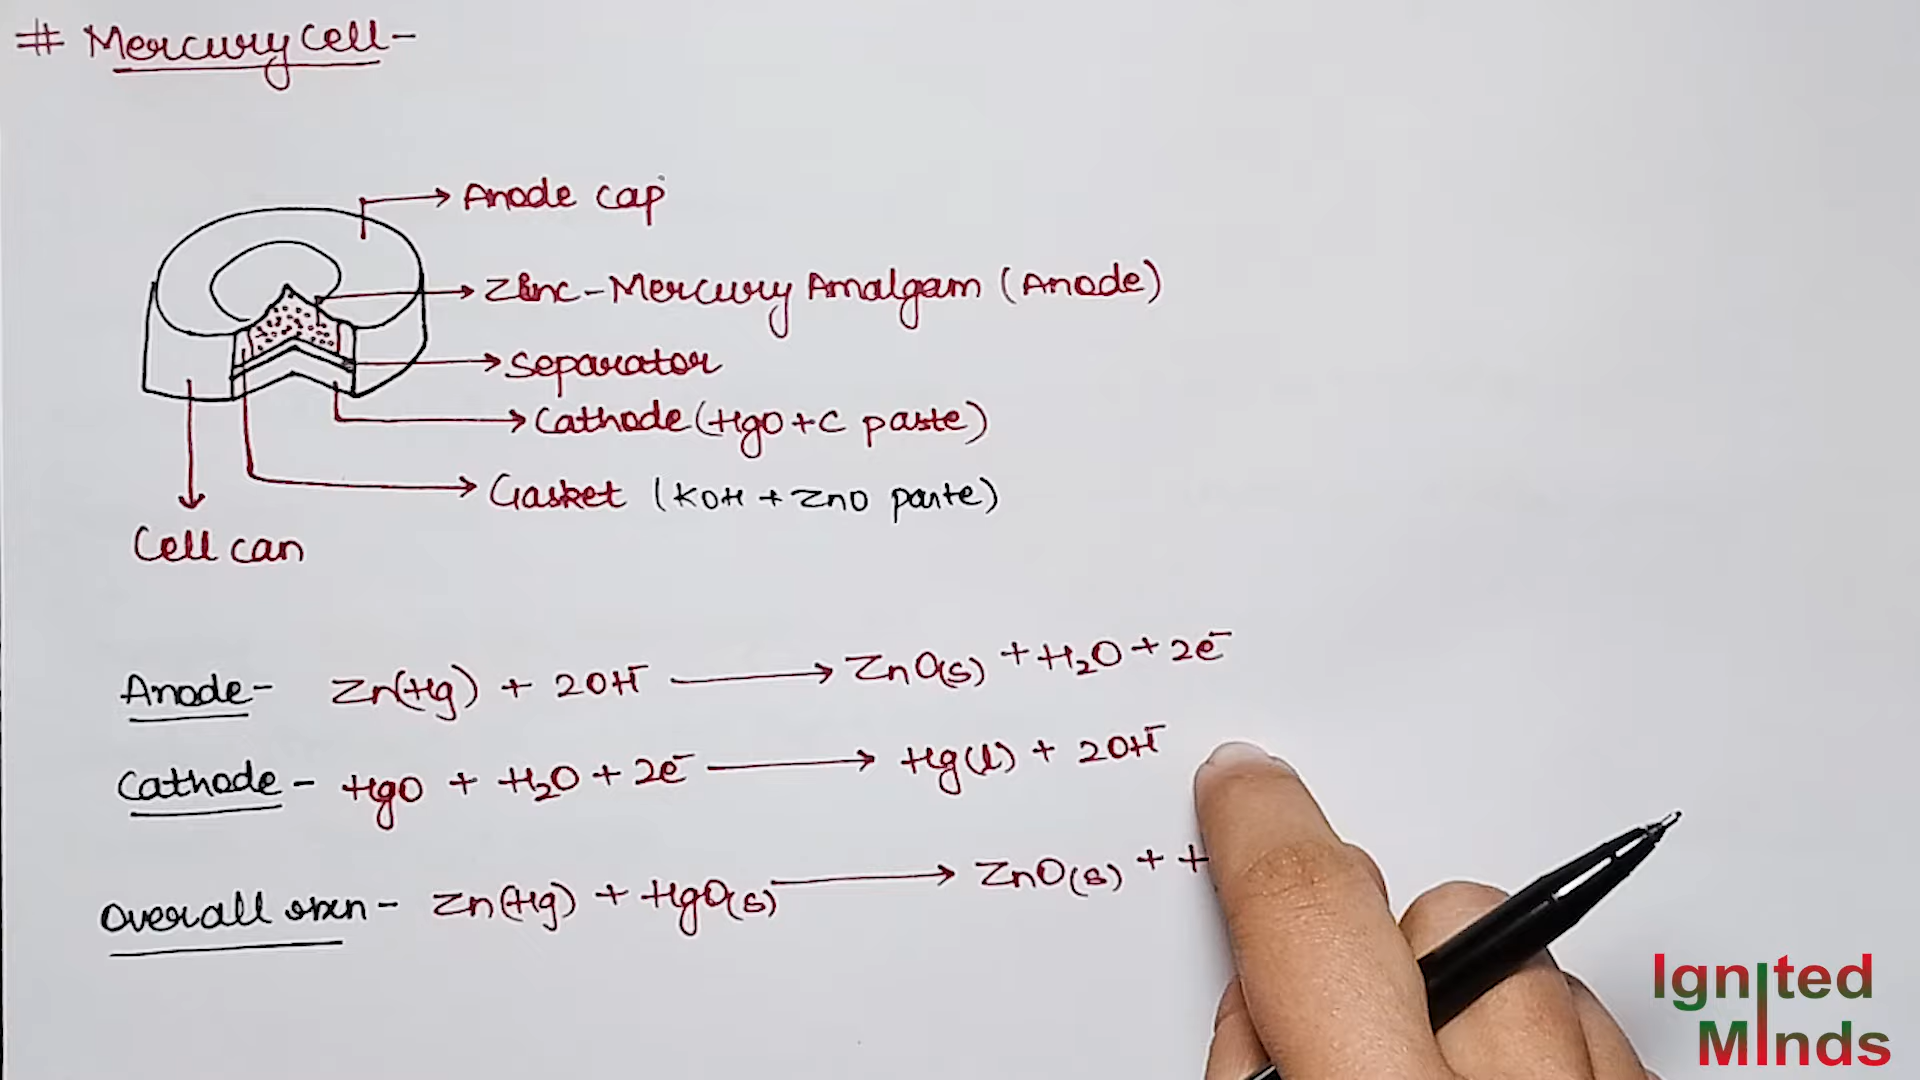 # Mercury Cell-
Anode cap
Zinc-Mercury Amalgam (Anode)
Separator
Cathode (HgO+C paste)
Gasket (KOH + ZnO paste)
Cell can
Anode- Zn(Hg) + 2OH⁻ ⟶ ZnO(s) + H₂O + 2e⁻
Cathode- HgO + H₂O + 2e⁻ ⟶ Hg(l) + 2OH⁻
Overall rxn- Zn(Hg) + HgO(s) ⟶ ZnO(s) +
Ignited
Minds